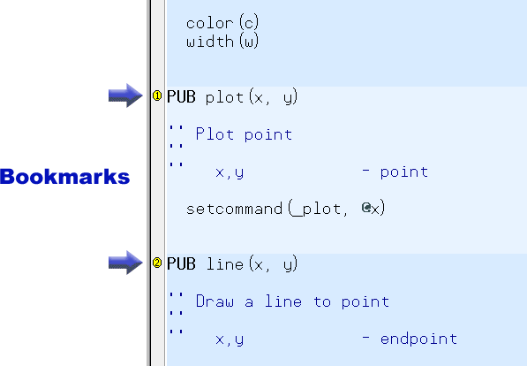 color(c)
width(w)
① PUB plot(x, y)
'' Plot point
''
'' x,y - point
Bookmarks
setcommand(_plot, @x)
② PUB line(x, y)
'' Draw a line to point
''
'' x,y - endpoint